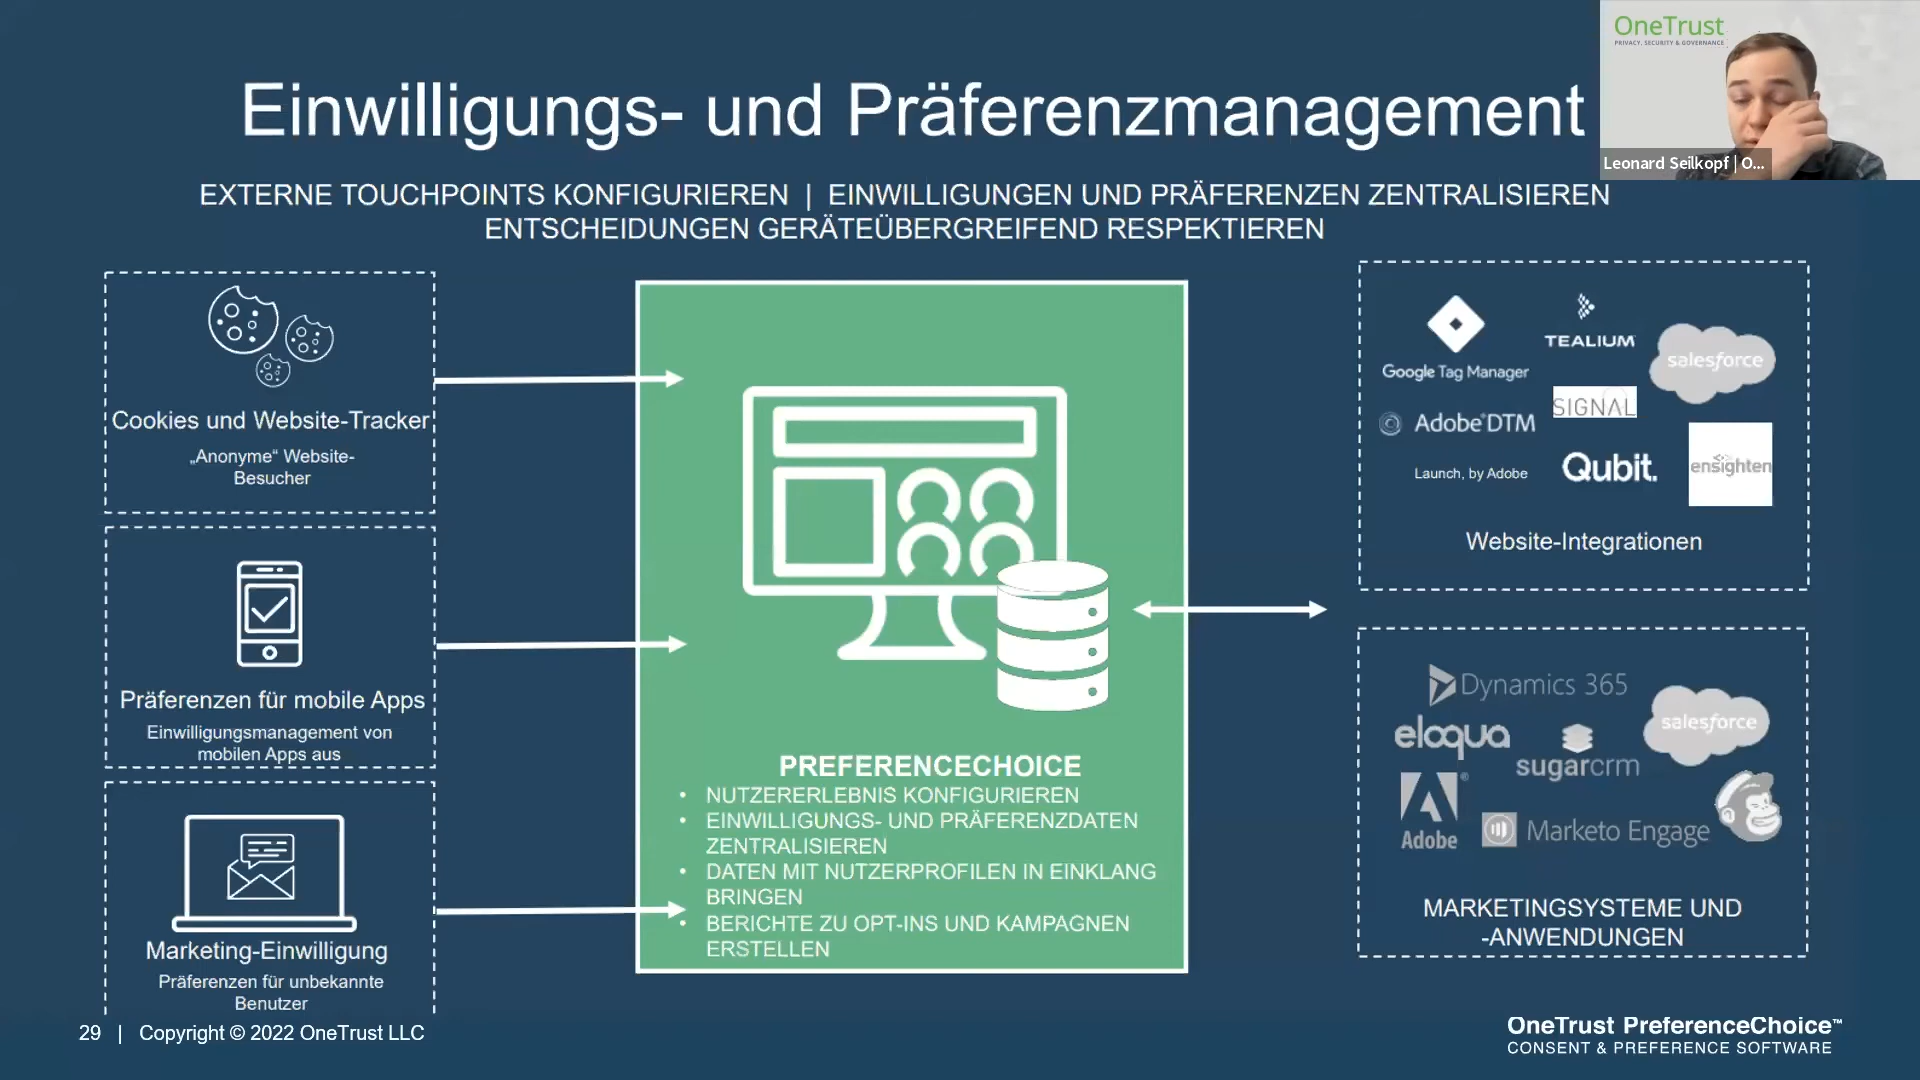 OneTrust
PRIVACY, SECURITY & GOVERNANCE
Leonard Seilkopf | O...
Einwilligungs- und Präferenzmanagement
EXTERNE TOUCHPOINTS KONFIGURIEREN | EINWILLIGUNGEN UND PRÄFERENZEN ZENTRALISIEREN
ENTSCHEIDUNGEN GERÄTEÜBERGREIFEND RESPEKTIEREN
Cookies und Website-Tracker
„Anonyme“ Website-
Besucher
Präferenzen für mobile Apps
Einwilligungsmanagement von
mobilen Apps aus
Marketing-Einwilligung
Präferenzen für unbekannte
Benutzer
PREFERENCECHOICE
• NUTZERERLEBNIS KONFIGURIEREN
• EINWILLIGUNGS- UND PRÄFERENZDATEN
ZENTRALISIEREN
• DATEN MIT NUTZERPROFILEN IN EINKLANG
BRINGEN
• BERICHTE ZU OPT-INS UND KAMPAGNEN
ERSTELLEN
Google Tag Manager
TEALIUM
salesforce
Adobe® DTM
SIGNAL
Launch, by Adobe
Qubit.
ensighten
Website-Integrationen
Dynamics 365
eloqua
sugarcrm
salesforce
Adobe®
Marketo Engage
MARKETINGSYSTEME UND
-ANWENDUNGEN
29 | Copyright © 2022 OneTrust LLC
OneTrust PreferenceChoice™
CONSENT & PREFERENCE SOFTWARE